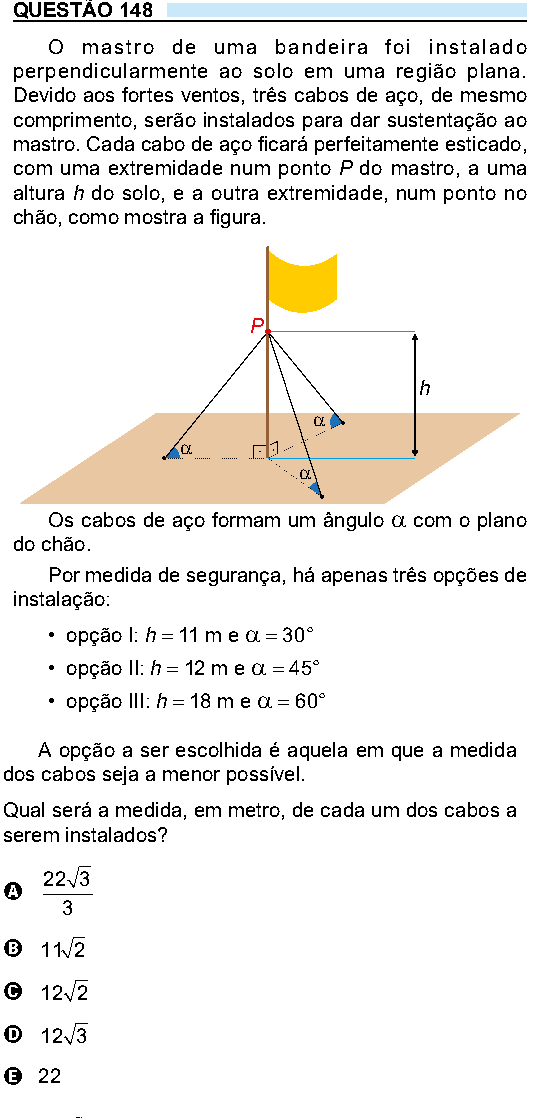 QUESTÃO 148
O mastro de uma bandeira foi instalado
perpendicularmente ao solo em uma região plana.
Devido aos fortes ventos, três cabos de aço, de mesmo
comprimento, serão instalados para dar sustentação ao
mastro. Cada cabo de aço ficará perfeitamente esticado,
com uma extremidade num ponto P do mastro, a uma
altura h do solo, e a outra extremidade, num ponto no
chão, como mostra a figura.
P
h
α
α
α
Os cabos de aço formam um ângulo α com o plano
do chão.
Por medida de segurança, há apenas três opções de
instalação:
• opção I: h = 11 m e α = 30°
• opção II: h = 12 m e α = 45°
• opção III: h = 18 m e α = 60°
A opção a ser escolhida é aquela em que a medida
dos cabos seja a menor possível.
Qual será a medida, em metro, de cada um dos cabos a
serem instalados?
A 22√3/3
B 11√2
C 12√2
D 12√3
E 22